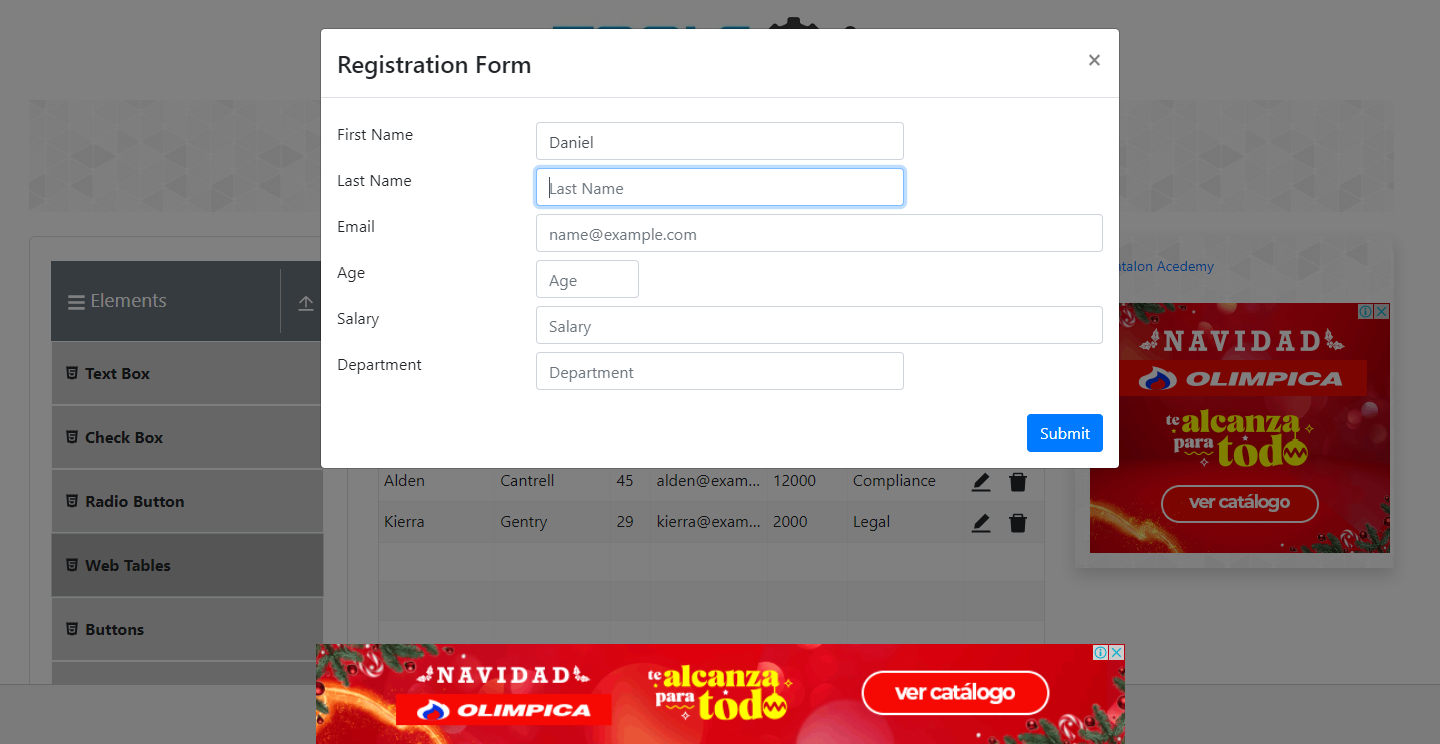 Registration Form ×
First Name Daniel
Last Name Last Name
Email name@example.com
Age Age
Salary Salary
Department Department
Submit
Elements
Text Box
Check Box
Radio Button
Web Tables
Buttons
Alden Cantrell 45 alden@exam... 12000 Compliance
Kierra Gentry 29 kierra@exam... 2000 Legal
Acedemy
NAVIDAD
OLIMPICA
te
alcanza
para
todo
ver catálogo
NAVIDAD
OLIMPICA
te
alcanza
para
todo
ver catálogo